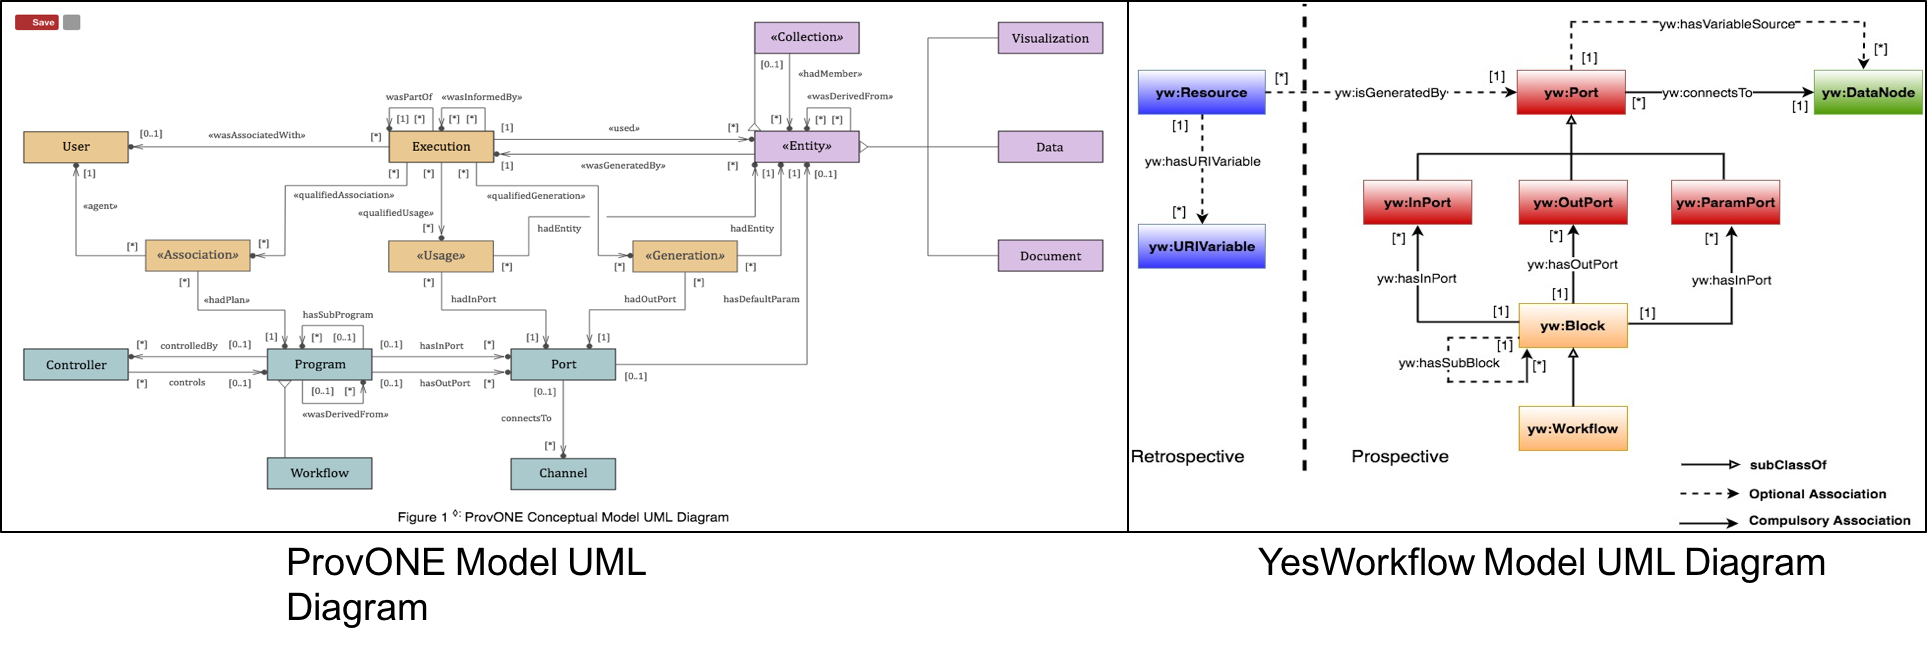 Save
«Collection»
Visualization
[0..1]
«hadMember»
wasPartOf
«wasInformedBy»
«wasDerivedFrom»
[1]
[*]
[*]
[*]
[*]
[*]
[*]
User
[0..1]
«wasAssociatedWith»
[*]
Execution
[1]
«used»
[*]
«Entity»
Data
[1]
«wasGeneratedBy»
[*]
[1]
[1]
[0..1]
[1]
[*]
[*]
[*]
«qualifiedAssociation»
«qualifiedGeneration»
«agent»
«qualifiedUsage»
[*]
hadEntity
hadEntity
[*]
«Association»
[*]
«Usage»
[*]
[*]
«Generation»
[*]
Document
[*]
[*]
[*]
«hadPlan»
hadInPort
hadOutPort
hasDefaultParam
hasSubProgram
[1]
[*]
[0..1]
[1]
[1]
Controller
[*]
controlledBy
[0..1]
Program
[0..1]
hasInPort
[*]
Port
[*]
controls
[0..1]
[0..1]
hasOutPort
[*]
[0..1]
[0..1]
[*]
[0..1]
«wasDerivedFrom»
connectsTo
[*]
Workflow
Channel
Figure 1 ◊: ProvONE Conceptual Model UML Diagram
yw:hasVariableSource
[1]
[*]
yw:Resource
[*]
yw:isGeneratedBy
[1]
yw:Port
[*]
yw:connectsTo
[1]
yw:DataNode
[1]
yw:hasURIVariable
[*]
yw:URIVariable
yw:InPort
yw:OutPort
yw:ParamPort
[*]
[*]
[*]
yw:hasInPort
yw:hasOutPort
yw:hasInPort
[1]
[1]
[1]
yw:Block
[1]
yw:hasSubBlock
[*]
yw:Workflow
Retrospective
Prospective
subClassOf
Optional Association
Compulsory Association
ProvONE Model UML
Diagram
YesWorkflow Model UML Diagram